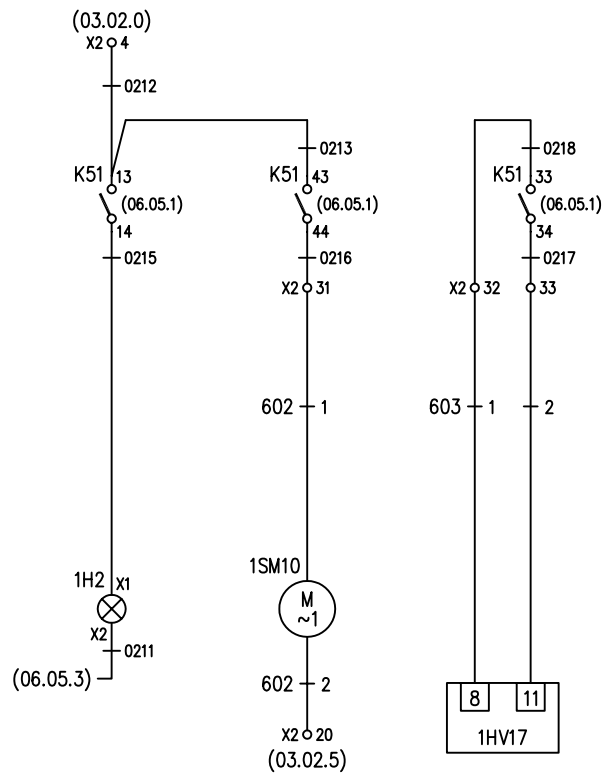 (03.02.0)
X2 4
0212
0213
0218
K51 13
K51 43
K51 33
(06.05.1)
(06.05.1)
(06.05.1)
14
44
34
0215
0216
0217
X2 31
X2 32
33
602 1
603 1
2
1SM10
1H2 X1
M
~1
X2
0211
(06.05.3)
602 2
8
11
X2 20
1HV17
(03.02.5)